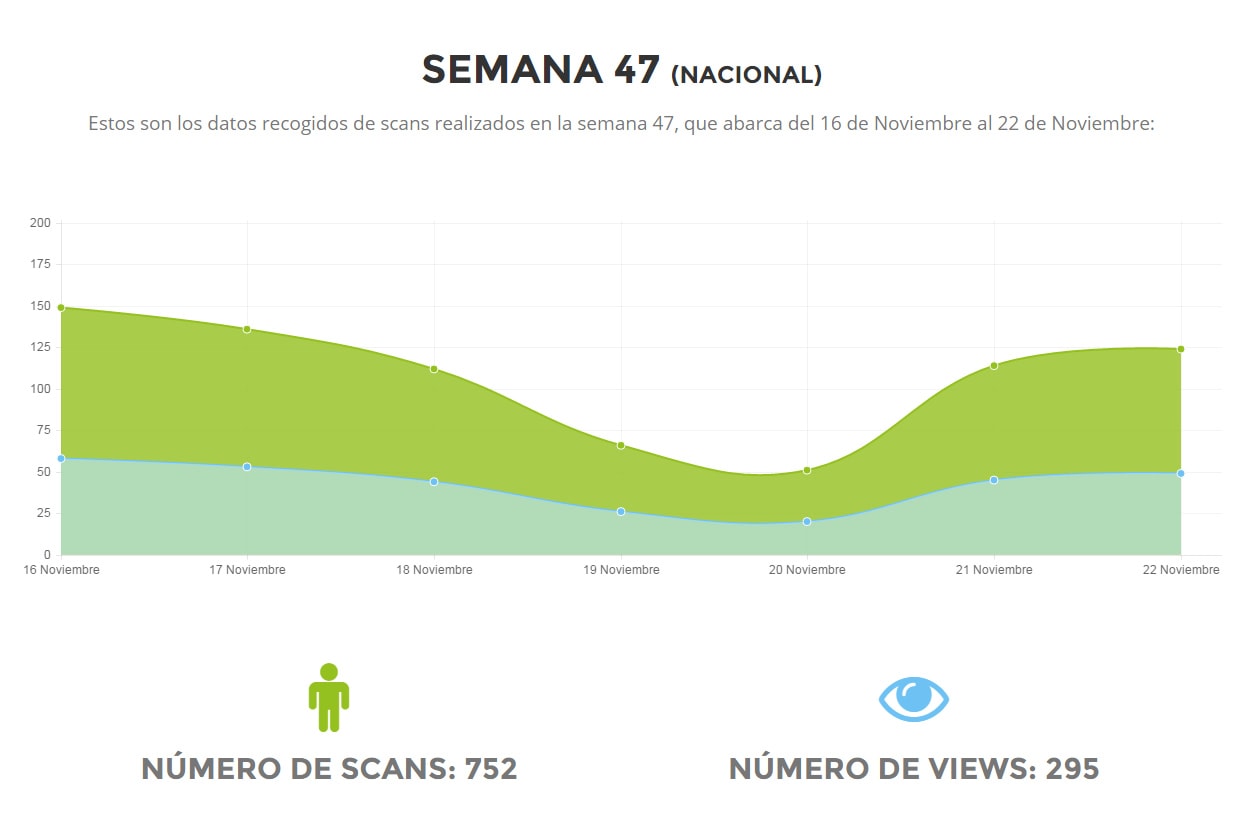 SEMANA 47 (NACIONAL)
Estos son los datos recogidos de scans realizados en la semana 47, que abarca del 16 de Noviembre al 22 de Noviembre:
200
175
150
125
100
75
50
25
0
16 Noviembre
17 Noviembre
18 Noviembre
19 Noviembre
20 Noviembre
21 Noviembre
22 Noviembre
NÚMERO DE SCANS: 752
NÚMERO DE VIEWS: 295